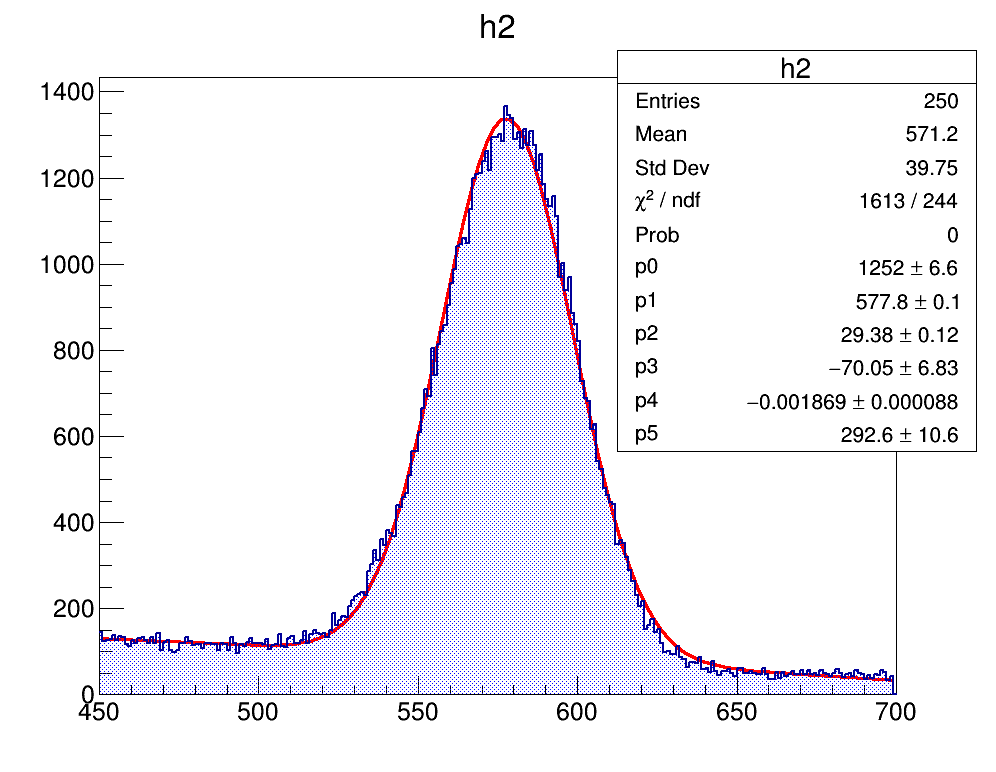 h2
h2
Entries 250
Mean 571.2
Std Dev 39.75
χ² / ndf 1613 / 244
Prob 0
p0 1252 ± 6.6
p1 577.8 ± 0.1
p2 29.38 ± 0.12
p3 −70.05 ± 6.83
p4 −0.001869 ± 0.000088
p5 292.6 ± 10.6
1400
1200
1000
800
600
400
200
0
450 500 550 600 650 700